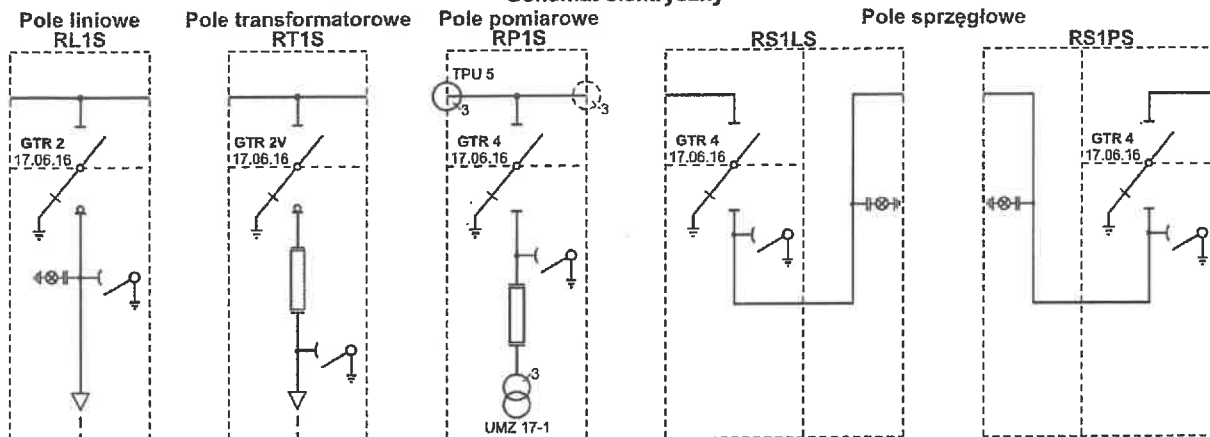 Schemat elektryczny
Pole liniowe
RL1S
Pole transformatorowe
RT1S
Pole pomiarowe
RP1S
Pole sprzęgłowe
RS1LS
RS1PS
TPU 5
3
3
GTR 2
17.06.16
GTR 2V
17.06.16
GTR 4
17.06.16
GTR 4
17.06.16
GTR 4
17.06.16
3
UMZ 17-1